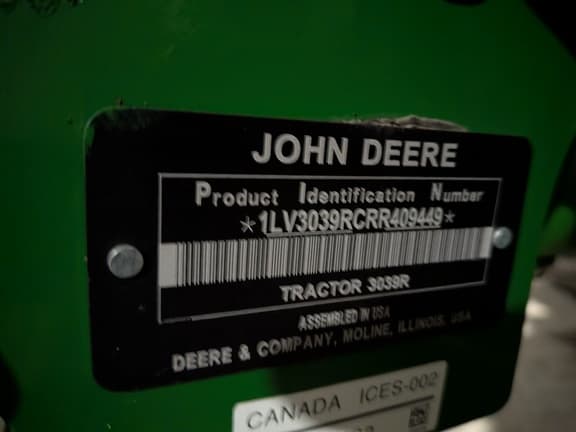 JOHN DEERE
Product Identification Number
*1LV3039RCRR409449*
TRACTOR 3039R
ASSEMBLED IN USA
DEERE & COMPANY, MOLINE, ILLINOIS, USA
CANADA ICES-002